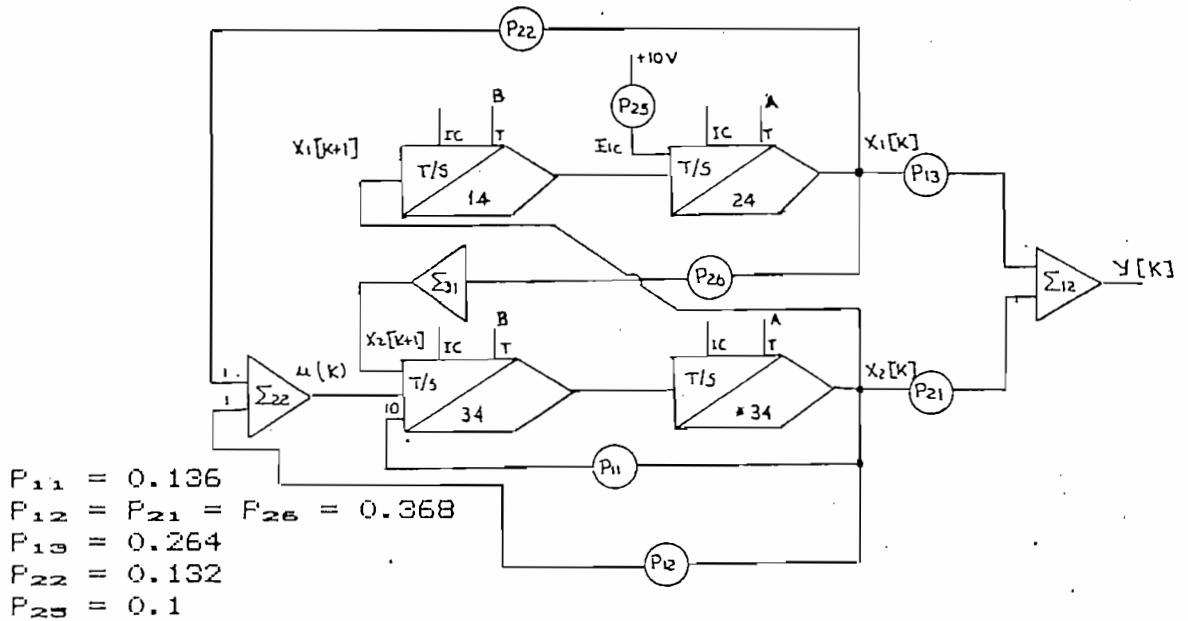 P22
+10V
P25
B
A
X1[K+1]
IC
T
E1C
IC
T
X1[K]
T/S
T/S
P13
14
24
Σ31
P26
Σ12
y[K]
X2[K+1]
B
A
IC
T
IC
T
X2[K]
1
μ(K)
T/S
T/S
P21
Σ22
1
10
34
*34
P11
P12
P11 = 0.136
P12 = P21 = P26 = 0.368
P13 = 0.264
P22 = 0.132
P25 = 0.1